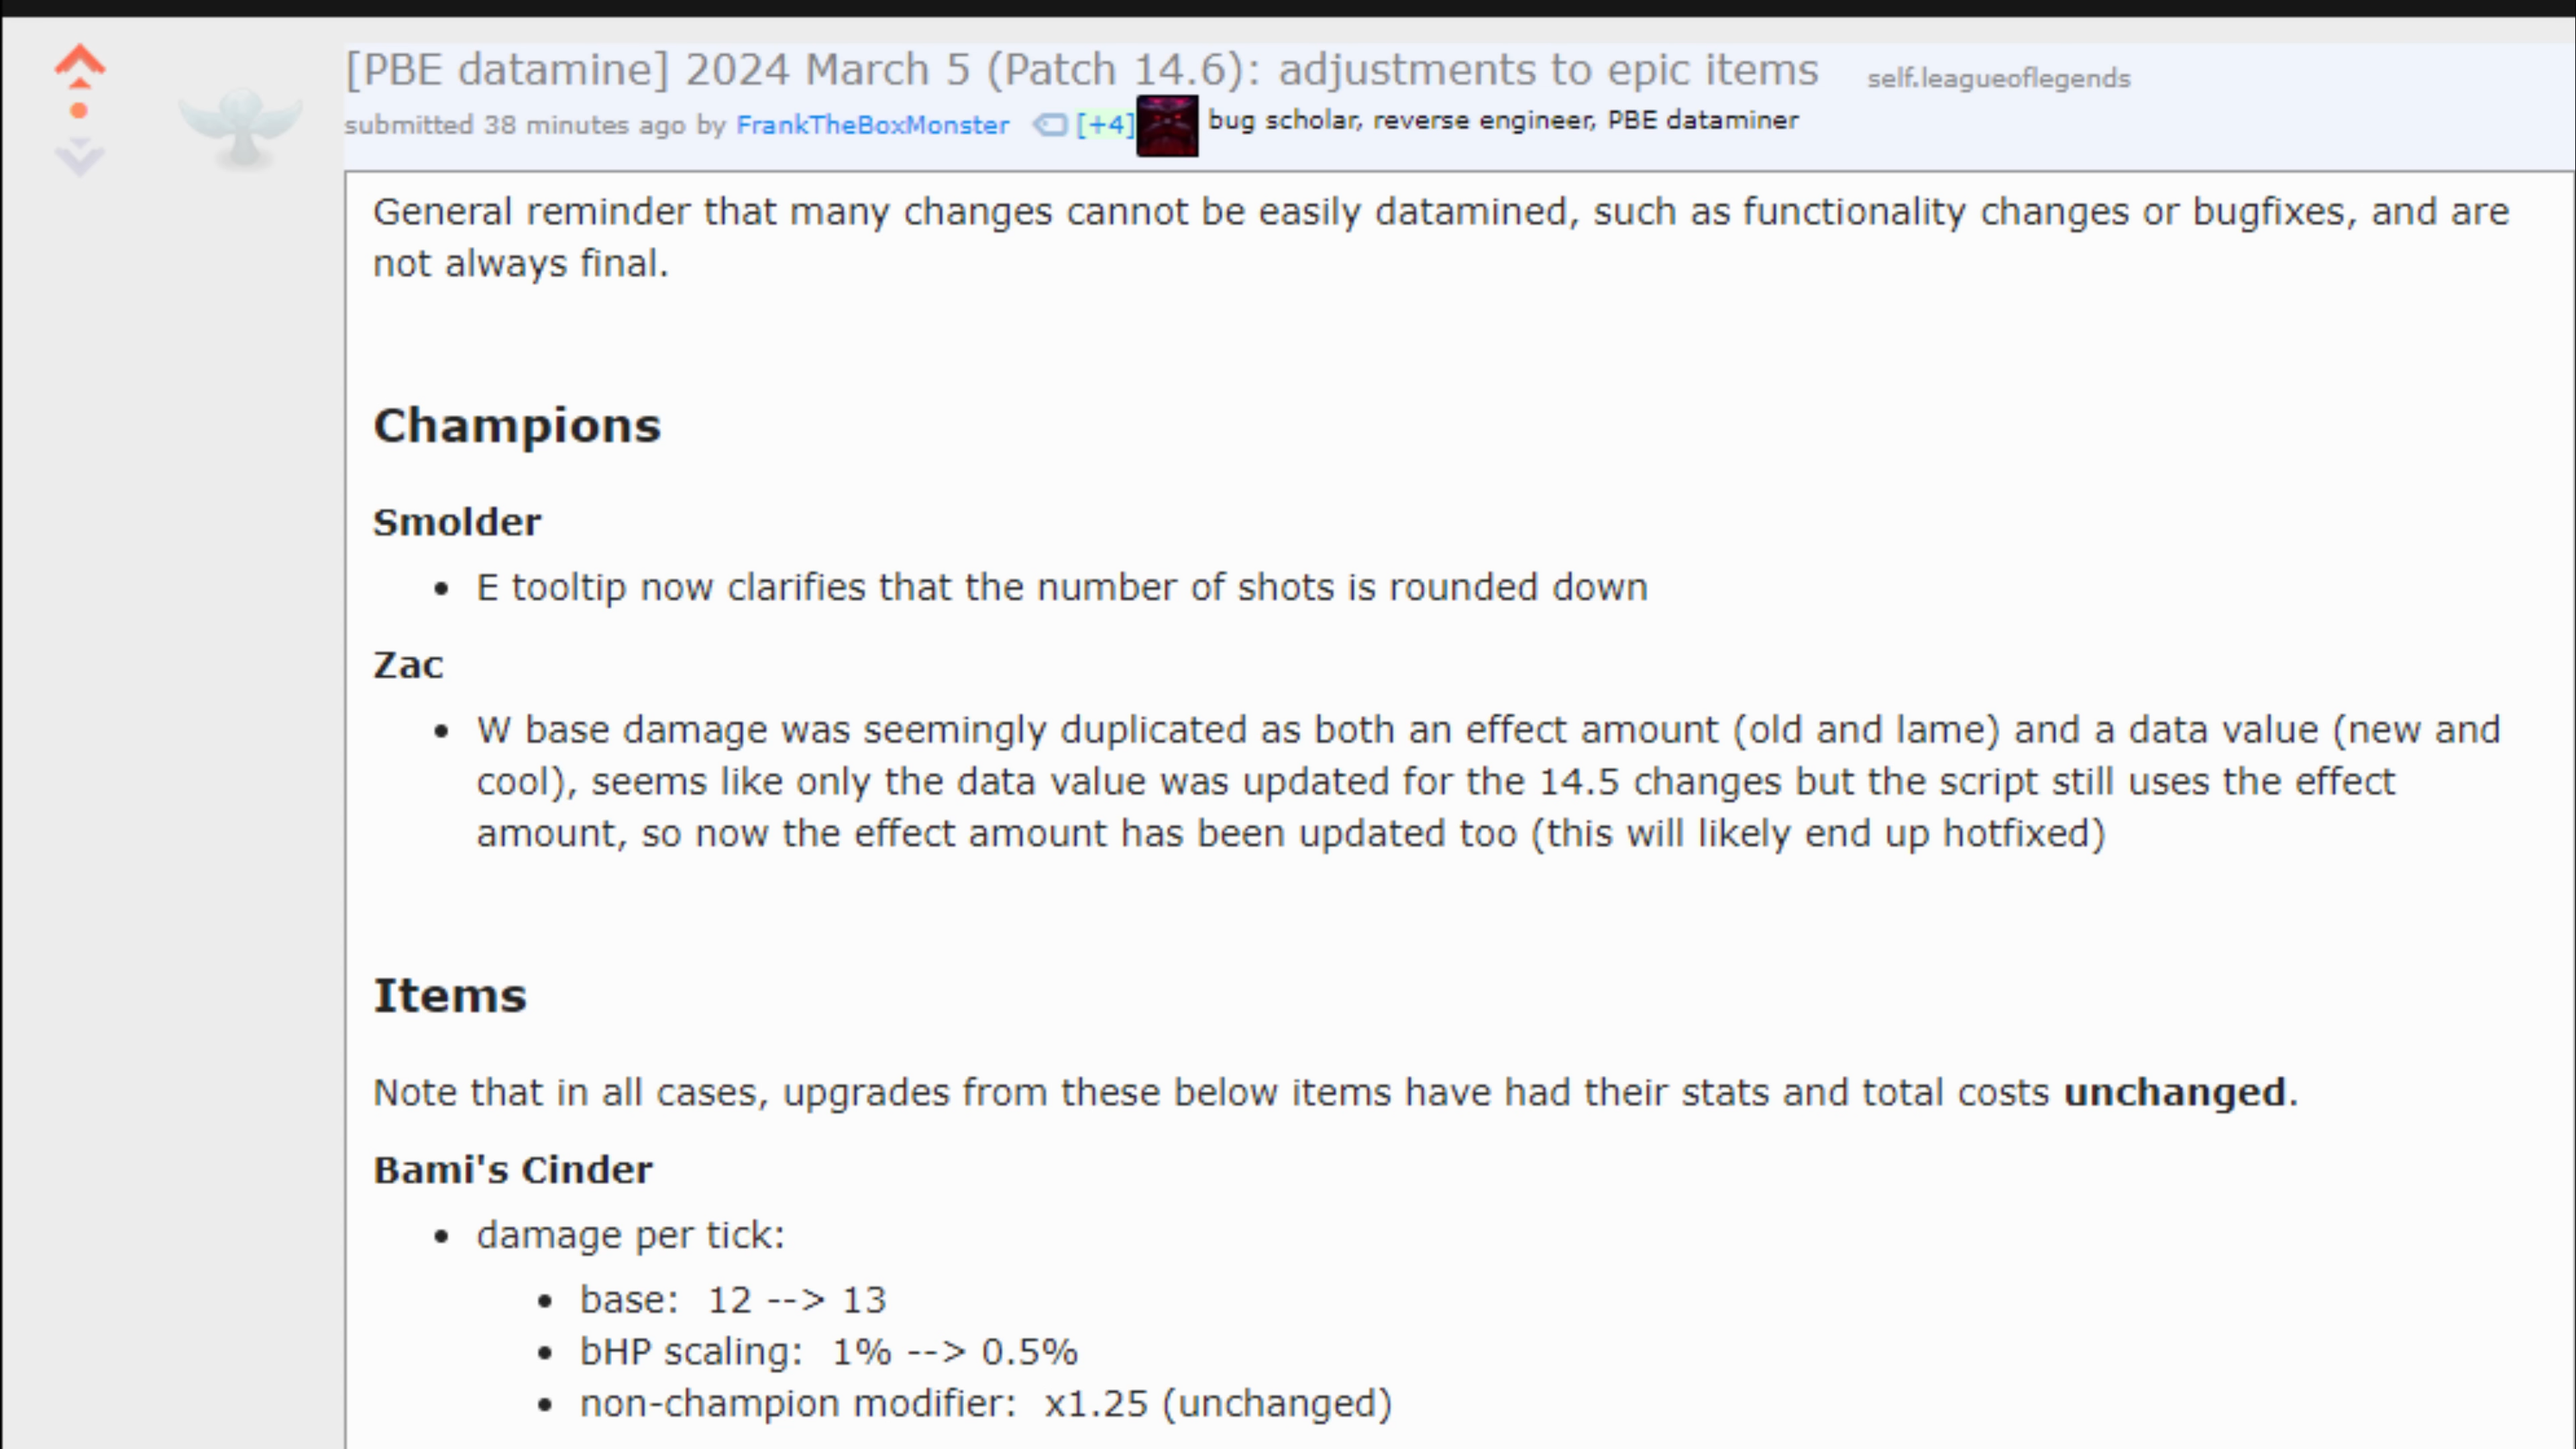 [PBE datamine] 2024 March 5 (Patch 14.6): adjustments to epic items self.leagueoflegends
submitted 38 minutes ago by FrankTheBoxMonster [+4] bug scholar, reverse engineer, PBE dataminer
General reminder that many changes cannot be easily datamined, such as functionality changes or bugfixes, and are
not always final.
Champions
Smolder
• E tooltip now clarifies that the number of shots is rounded down
Zac
• W base damage was seemingly duplicated as both an effect amount (old and lame) and a data value (new and
cool), seems like only the data value was updated for the 14.5 changes but the script still uses the effect
amount, so now the effect amount has been updated too (this will likely end up hotfixed)
Items
Note that in all cases, upgrades from these below items have had their stats and total costs unchanged.
Bami's Cinder
• damage per tick:
• base: 12 --> 13
• bHP scaling: 1% --> 0.5%
• non-champion modifier: x1.25 (unchanged)